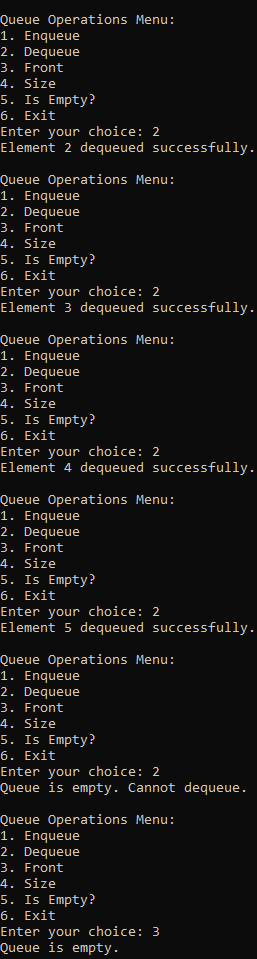 Queue Operations Menu:
1. Enqueue
2. Dequeue
3. Front
4. Size
5. Is Empty?
6. Exit
Enter your choice: 2
Element 2 dequeued successfully.
Queue Operations Menu:
1. Enqueue
2. Dequeue
3. Front
4. Size
5. Is Empty?
6. Exit
Enter your choice: 2
Element 3 dequeued successfully.
Queue Operations Menu:
1. Enqueue
2. Dequeue
3. Front
4. Size
5. Is Empty?
6. Exit
Enter your choice: 2
Element 4 dequeued successfully.
Queue Operations Menu:
1. Enqueue
2. Dequeue
3. Front
4. Size
5. Is Empty?
6. Exit
Enter your choice: 2
Element 5 dequeued successfully.
Queue Operations Menu:
1. Enqueue
2. Dequeue
3. Front
4. Size
5. Is Empty?
6. Exit
Enter your choice: 2
Queue is empty. Cannot dequeue.
Queue Operations Menu:
1. Enqueue
2. Dequeue
3. Front
4. Size
5. Is Empty?
6. Exit
Enter your choice: 3
Queue is empty.